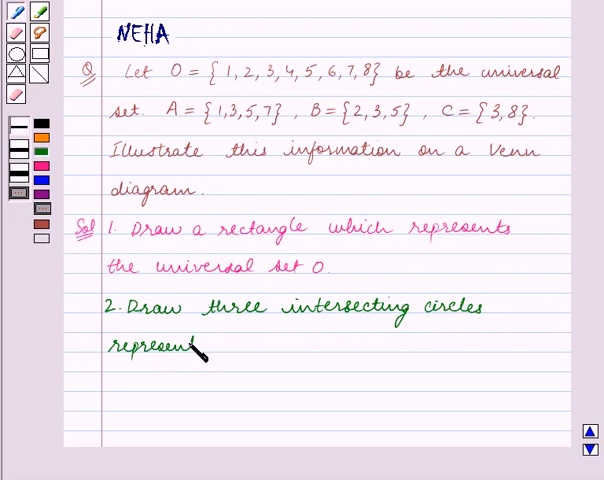 NEHA
Q Let O = {1, 2, 3, 4, 5, 6, 7, 8} be the universal
set. A = {1,3,5,7} , B = {2,3,5} , C = {3,8}.
Illustrate this information on a Venn
diagram.
Sol 1. Draw a rectangle which represents
the universal set O.
2. Draw three intersecting circles
represent